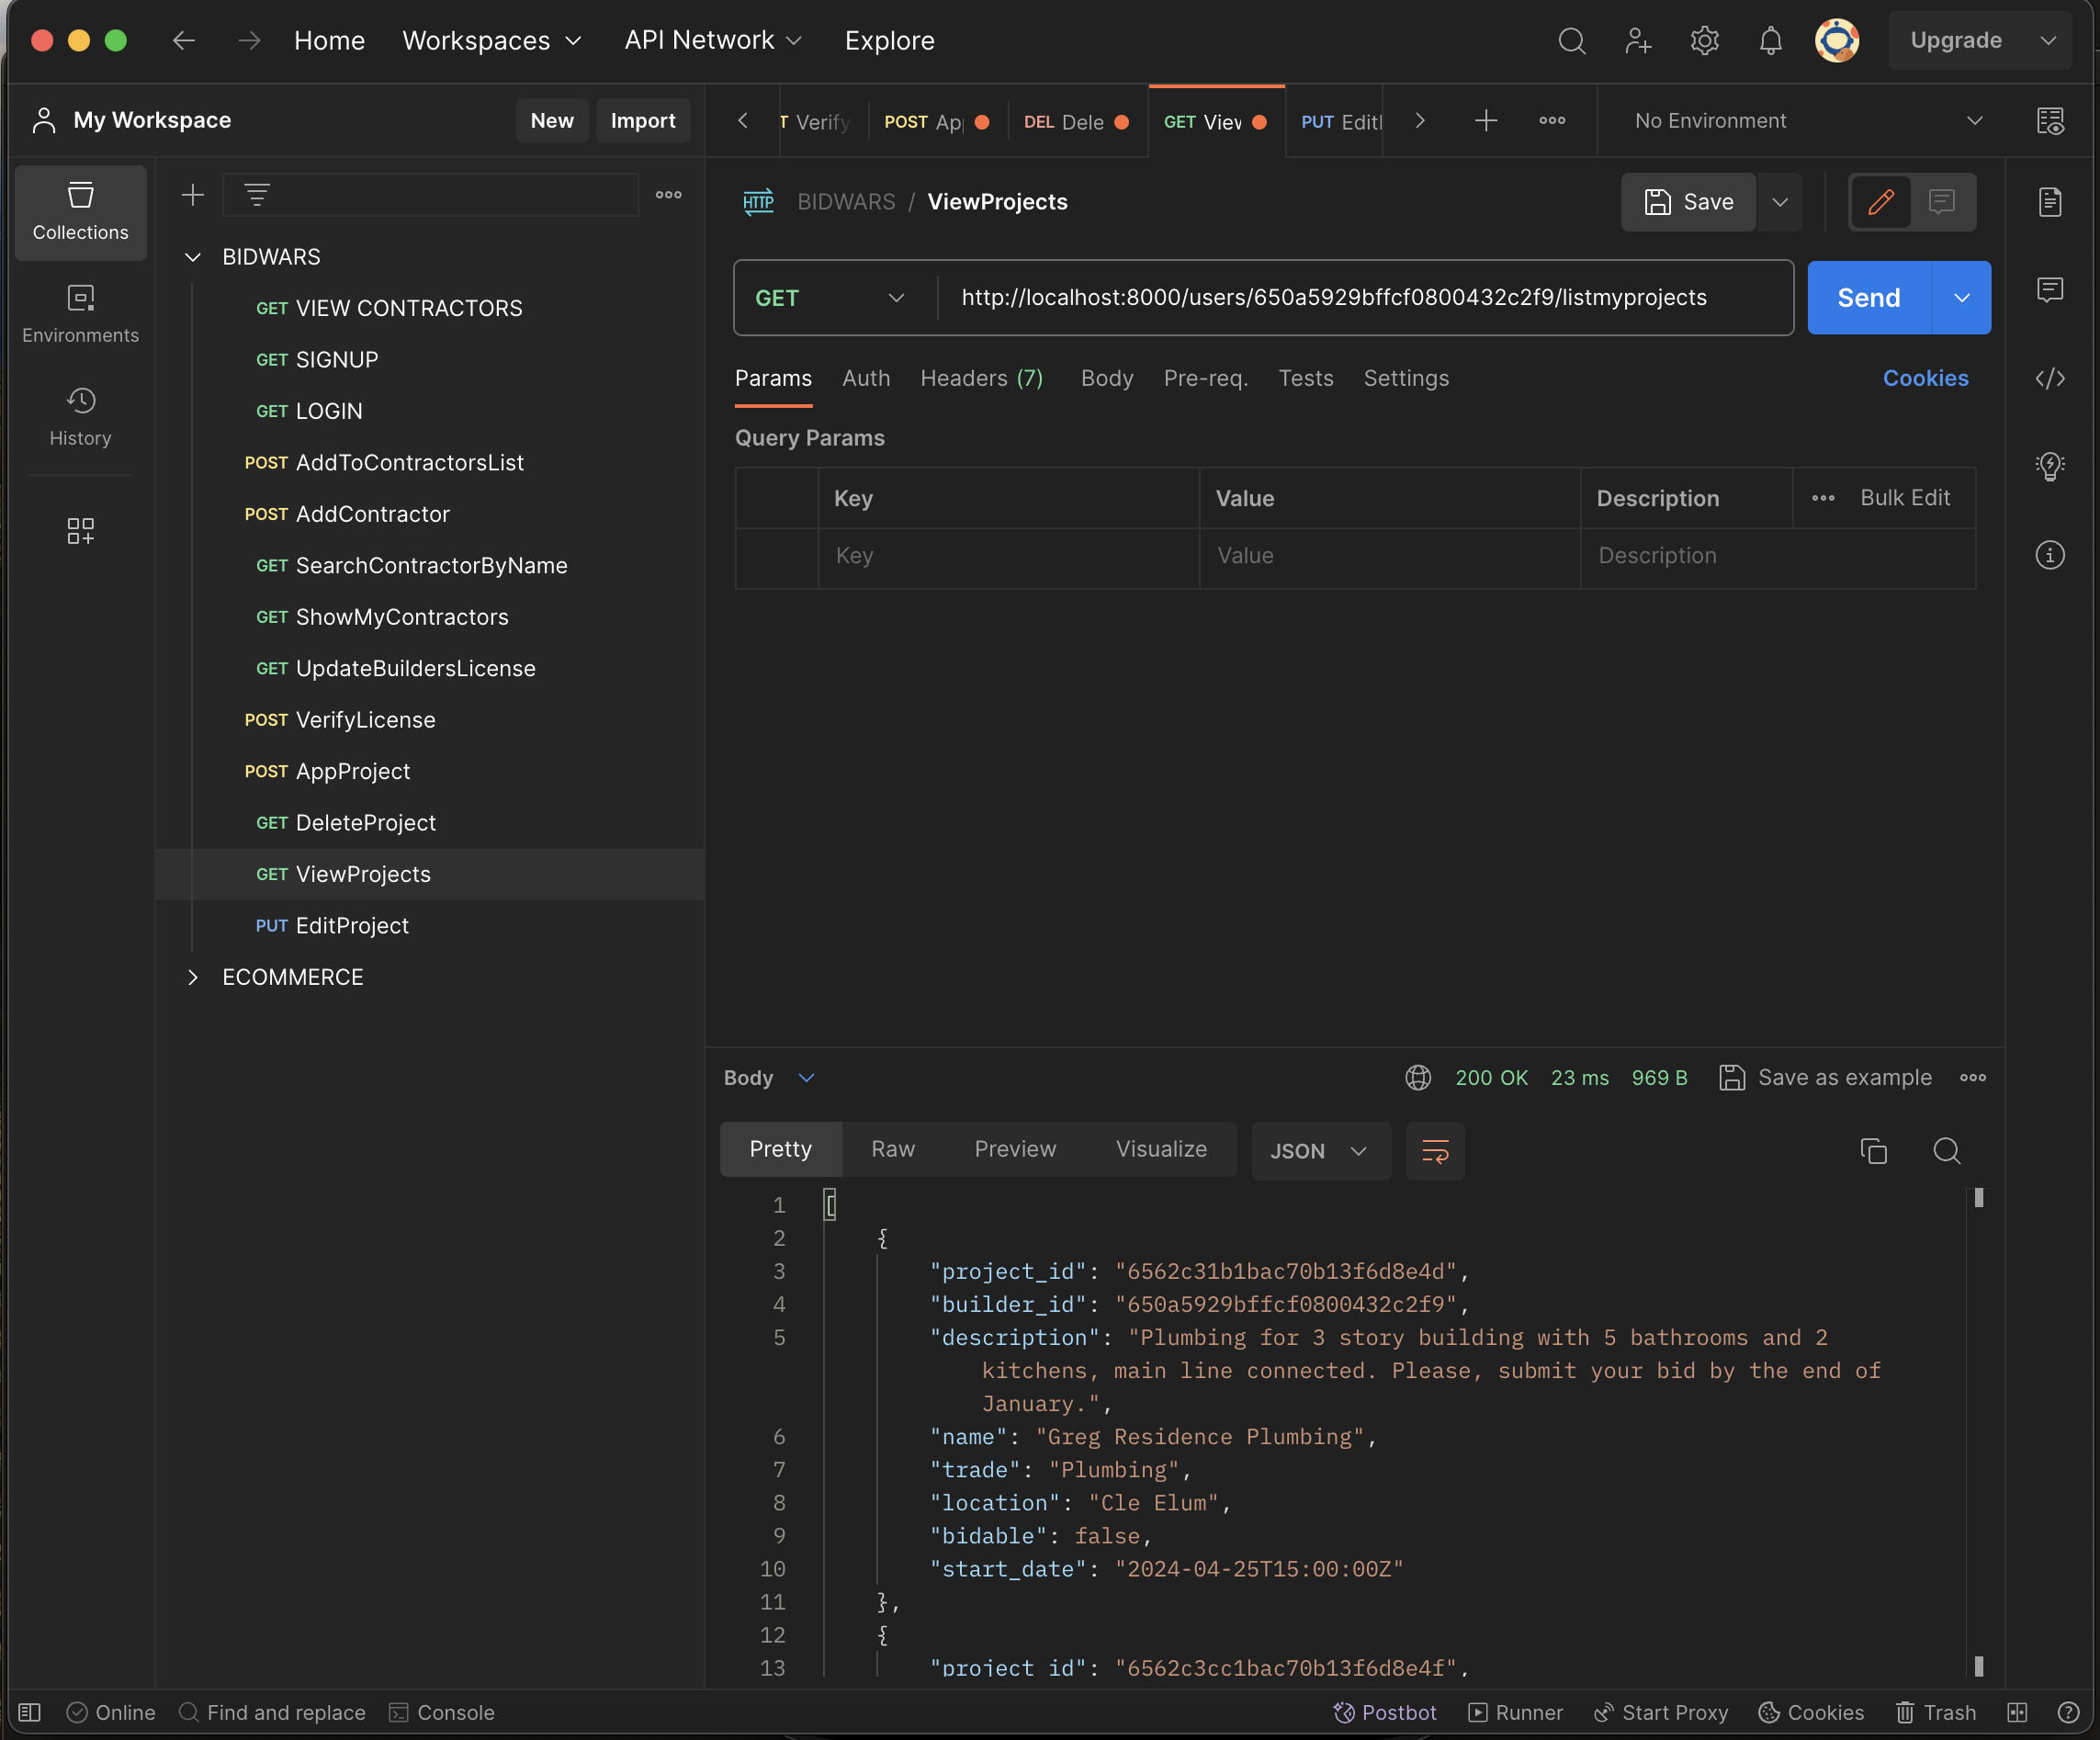 Home Workspaces API Network Explore Upgrade
My Workspace New Import
T Verify POST Ap DEL Dele GET View PUT Edit No Environment
Collections
Environments
History
BIDWARS
GET VIEW CONTRACTORS
GET SIGNUP
GET LOGIN
POST AddToContractorsList
POST AddContractor
GET SearchContractorByName
GET ShowMyContractors
GET UpdateBuildersLicense
POST VerifyLicense
POST AppProject
GET DeleteProject
GET ViewProjects
PUT EditProject
ECOMMERCE
HTTP BIDWARS / ViewProjects Save
GET http://localhost:8000/users/650a5929bffcf0800432c2f9/listmyprojects Send
Params Auth Headers (7) Body Pre-req. Tests Settings Cookies
Query Params
Key Value Description Bulk Edit
Key Value Description
Body 200 OK 23 ms 969 B Save as example
Pretty Raw Preview Visualize JSON
1 [
2 {
3 "project_id": "6562c31b1bac70b13f6d8e4d",
4 "builder_id": "650a5929bffcf0800432c2f9",
5 "description": "Plumbing for 3 story building with 5 bathrooms and 2
kitchens, main line connected. Please, submit your bid by the end of
January.",
6 "name": "Greg Residence Plumbing",
7 "trade": "Plumbing",
8 "location": "Cle Elum",
9 "bidable": false,
10 "start_date": "2024-04-25T15:00:00Z"
11 },
12 {
13 "project_id": "6562c3cc1bac70b13f6d8e4f",
Online Find and replace Console Postbot Runner Start Proxy Cookies Trash